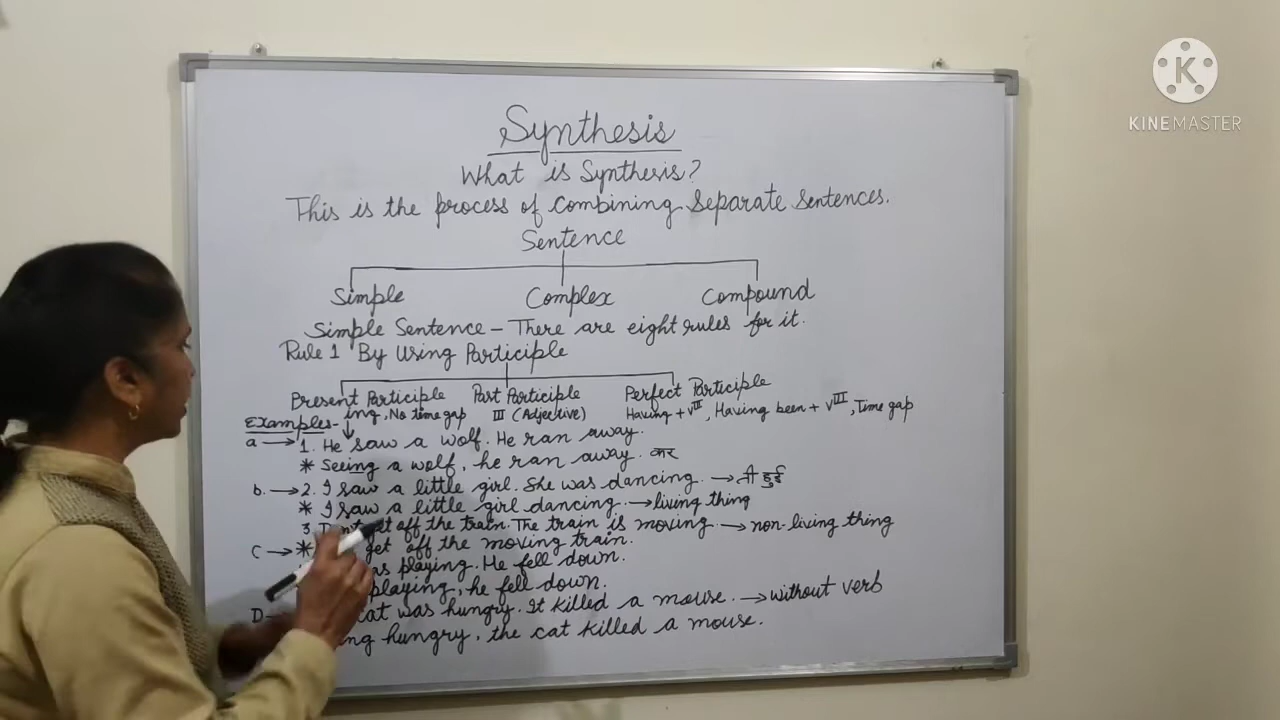 Synthesis
What is Synthesis?
This is the process of combining separate sentences.
Sentence
Simple Complex Compound
Simple Sentence - There are eight rules for it.
Rule 1 By Using Participle
Present Participle Past Participle Perfect Participle
ing, No time gap III (Adjective) Having + V III, Having been + V III, Time gap
Examples-
a → 1. He saw a wolf. He ran away.
* Seeing a wolf, he ran away. कर
b. → 2. I saw a little girl. She was dancing. → ती हुई
* I saw a little girl dancing. → living thing
3. Don't get off the train. The train is moving. → non-living thing
C → * get off the moving train.
playing. He fell down.
playing, he fell down.
D cat was hungry. It killed a mouse. → without verb
hungry, the cat killed a mouse.
KINEMASTER